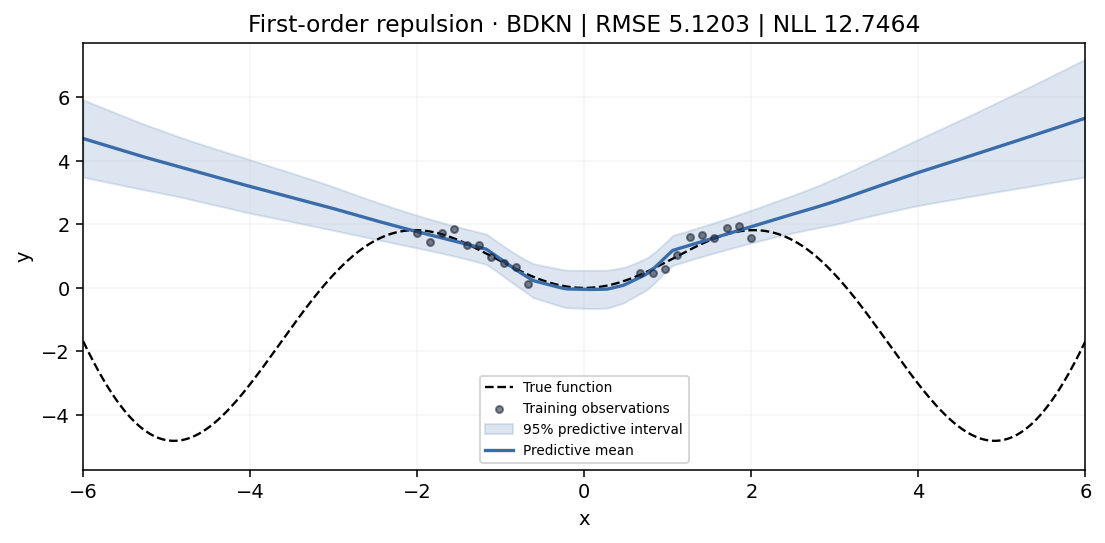 First-order repulsion · BDKN | RMSE 5.1203 | NLL 12.7464
y
6
4
2
0
−2
−4
True function
Training observations
95% predictive interval
Predictive mean
−6 −4 −2 0 2 4 6
x